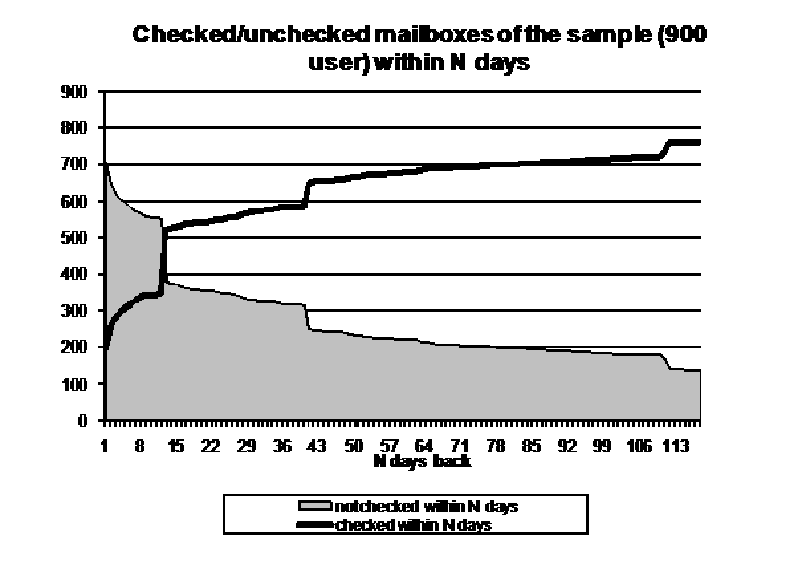 Checked/unchecked mailboxes of the sample (900
user) within N days
900
800
700
600
500
400
300
200
100
0
1 8 15 22 29 36 43 50 57 64 71 78 85 92 99 106 113
N days back
notchecked within N days
checked within N days